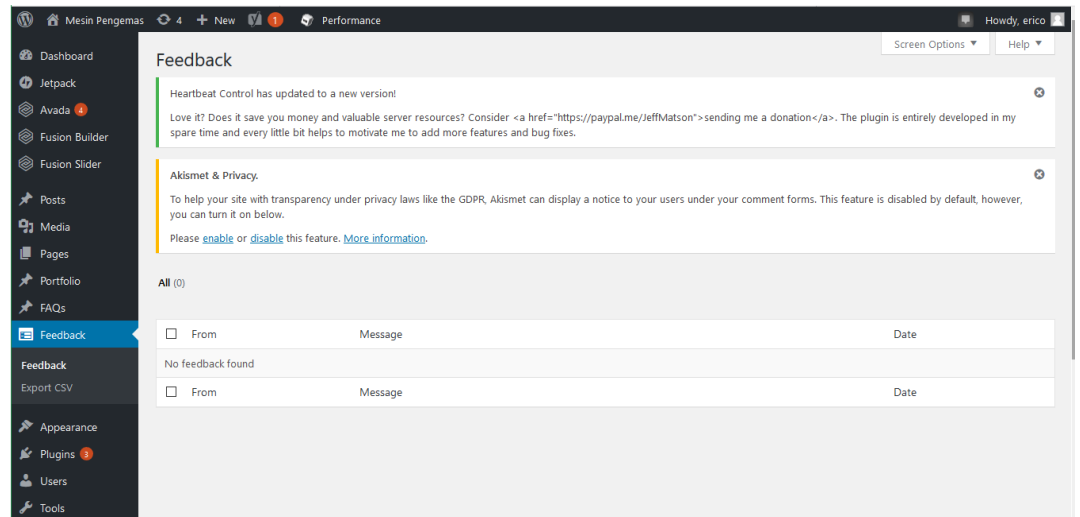 Mesin Pengemas 4 + New 1 Performance Howdy, erico
Screen Options ▼ Help ▼
Dashboard
Jetpack
Avada 4
Fusion Builder
Fusion Slider
Posts
Media
Pages
Portfolio
FAQs
Feedback
Feedback
Export CSV
Appearance
Plugins 3
Users
Tools
Feedback
Heartbeat Control has updated to a new version!
Love it? Does it save you money and valuable server resources? Consider <a href="https://paypal.me/JeffMatson">sending me a donation</a>. The plugin is entirely developed in my
spare time and every little bit helps to motivate me to add more features and bug fixes.
Akismet & Privacy.
To help your site with transparency under privacy laws like the GDPR, Akismet can display a notice to your users under your comment forms. This feature is disabled by default, however,
you can turn it on below.
Please enable or disable this feature. More information.
All (0)
From Message Date
No feedback found
From Message Date